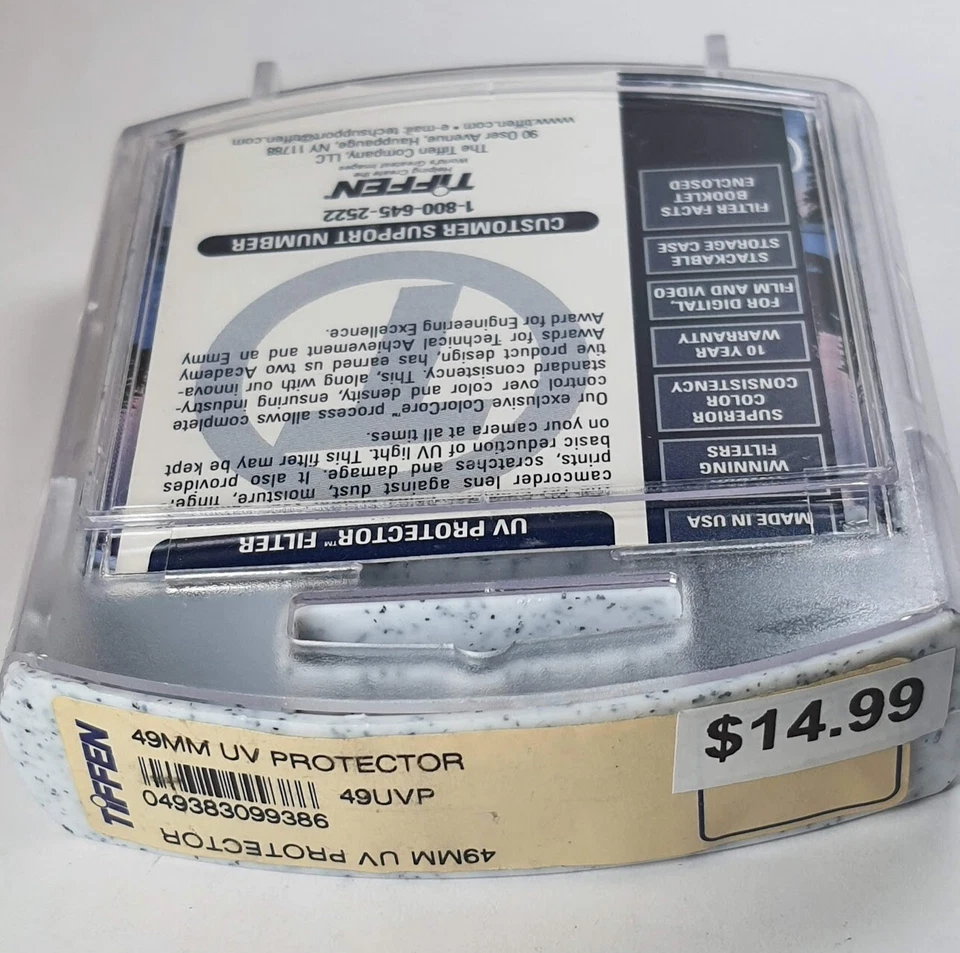 UV PROTECTOR™ FILTER
camcorder lens against dust, moisture, finger
prints, scratches and damage. It also provides
basic reduction of UV light. This filter may be kept
on your camera at all times.
Our exclusive ColorCore™ process allows complete
control over color and density, ensuring industry-
standard consistency. This, along with our innova-
tive product design, has earned us two Academy
Awards for Technical Achievement and an Emmy
Award for Engineering Excellence.
CUSTOMER SUPPORT NUMBER
1-800-645-2522
TIFFEN
Helping Create the
World's Greatest Images
The Tiffen Company, LLC
90 Oser Avenue, Hauppauge, NY 11788
www.tiffen.com * e-mail: techsupport@tiffen.com
MADE IN USA
WINNING
FILTERS
SUPERIOR
COLOR
CONSISTENCY
10 YEAR
WARRANTY
FOR DIGITAL,
FILM AND VIDEO
STACKABLE
STORAGE CASE
FILTER FACTS
BOOKLET
ENCLOSED
TIFFEN
49MM UV PROTECTOR
49UVP
049383099386
49MM UV PROTECTOR
$14.99